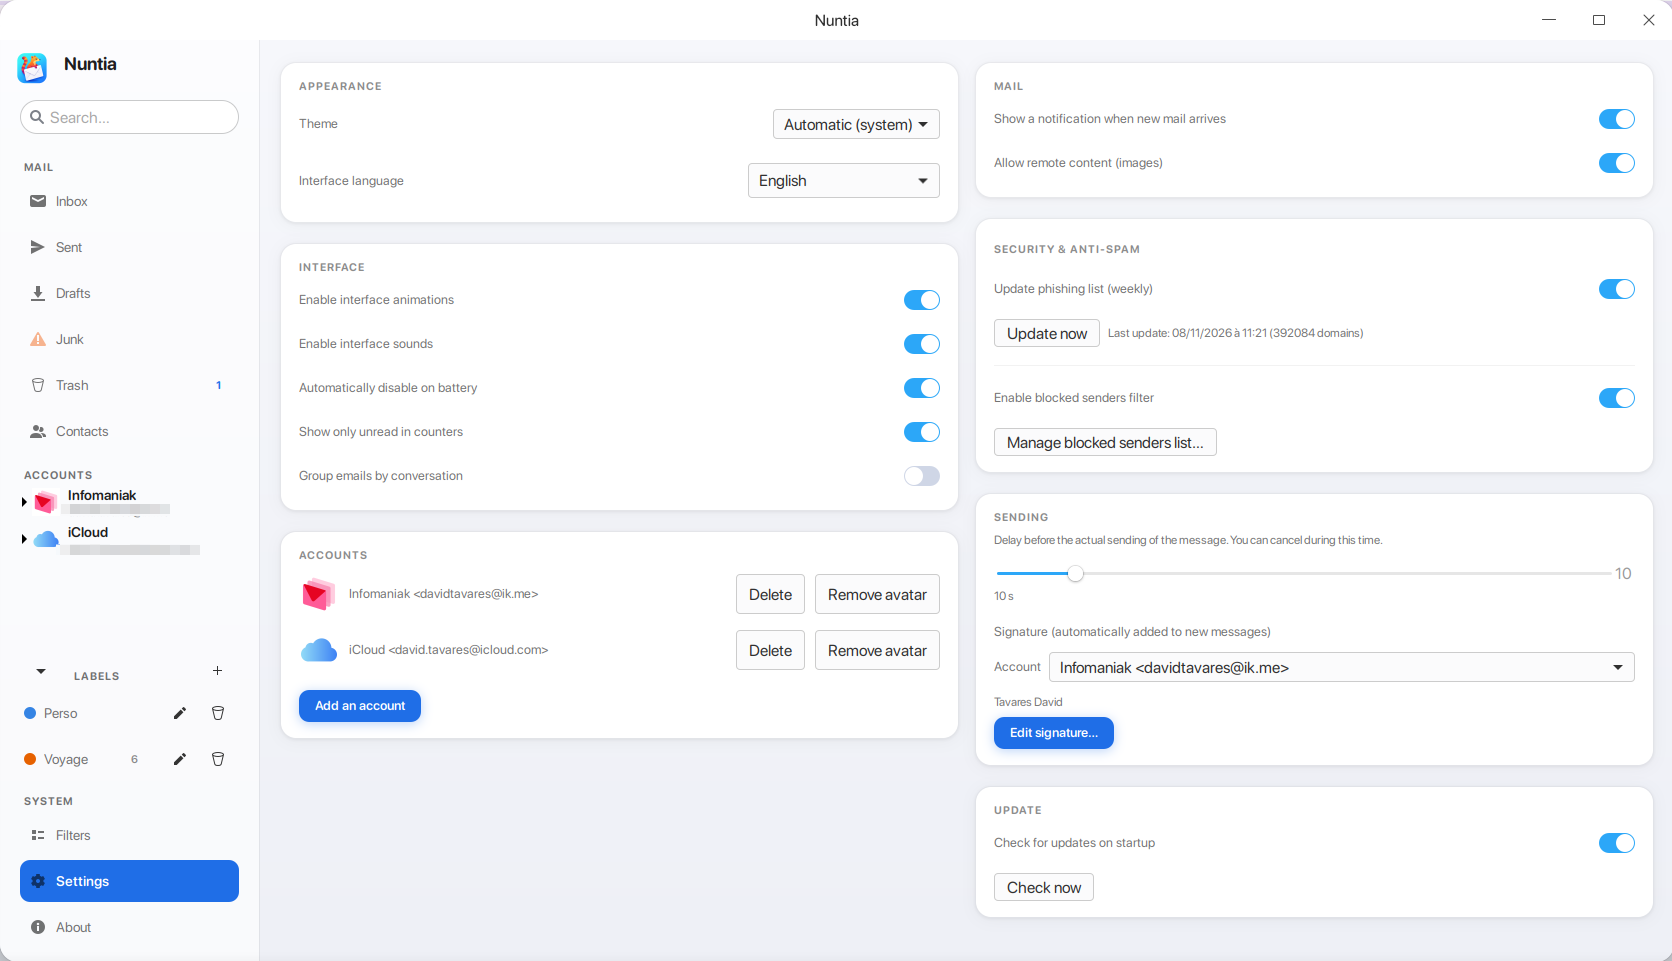 Nuntia
Nuntia
Search...
MAIL
Inbox
Sent
Drafts
Junk
Trash 1
Contacts
ACCOUNTS
Infomaniak
iCloud
LABELS +
Perso
Voyage 6
SYSTEM
Filters
Settings
About
APPEARANCE
Theme Automatic (system)
Interface language English
INTERFACE
Enable interface animations
Enable interface sounds
Automatically disable on battery
Show only unread in counters
Group emails by conversation
ACCOUNTS
Infomaniak <davidtavares@ik.me> Delete Remove avatar
iCloud <david.tavares@icloud.com> Delete Remove avatar
Add an account
MAIL
Show a notification when new mail arrives
Allow remote content (images)
SECURITY & ANTI-SPAM
Update phishing list (weekly)
Update now Last update: 08/11/2026 à 11:21 (392084 domains)
Enable blocked senders filter
Manage blocked senders list...
SENDING
Delay before the actual sending of the message. You can cancel during this time.
10
10 s
Signature (automatically added to new messages)
Account Infomaniak <davidtavares@ik.me>
Tavares David
Edit signature...
UPDATE
Check for updates on startup
Check now